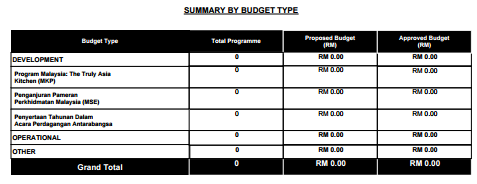 SUMMARY BY BUDGET TYPE
Budget Type Total Programme Proposed Budget (RM) Approved Budget (RM)
DEVELOPMENT 0 RM 0.00 RM 0.00
Program Malaysia: The Truly Asia 0 RM 0.00 RM 0.00
Kitchen (MKP)
Penganjuran Pameran 0 RM 0.00 RM 0.00
Perkhidmatan Malaysia (MSE)
Penyertaan Tahunan Dalam 0 RM 0.00 RM 0.00
Acara Perdagangan Antarabangsa
OPERATIONAL 0 RM 0.00 RM 0.00
OTHER 0 RM 0.00 RM 0.00
Grand Total 0 RM 0.00 RM 0.00